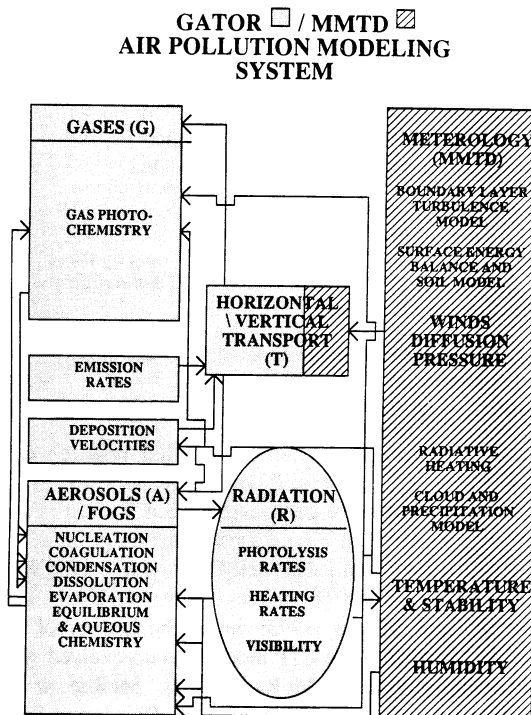 GATOR / MMTD
AIR POLLUTION MODELING
SYSTEM
GASES (G)
GAS PHOTO-
CHEMISTRY
EMISSION
RATES
DEPOSITION
VELOCITIES
AEROSOLS (A)
/ FOGS
NUCLEATION
COAGULATION
CONDENSATION
DISSOLUTION
EVAPORATION
EQUILIBRIUM
& AQUEOUS
CHEMISTRY
HORIZONTAL
\ VERTICAL
TRANSPORT
(T)
RADIATION
(R)
PHOTOLYSIS
RATES
HEATING
RATES
VISIBILITY
METEROLOGY
(MMTD)
BOUNDARY LAYER
TURBULENCE
MODEL
SURFACE ENERGY
BALANCE AND
SOIL MODEL
WINDS
DIFFUSION
PRESSURE
RADIATIVE
HEATING
CLOUD AND
PRECIPITATION
MODEL
TEMPERATURE
& STABILITY
HUMIDITY